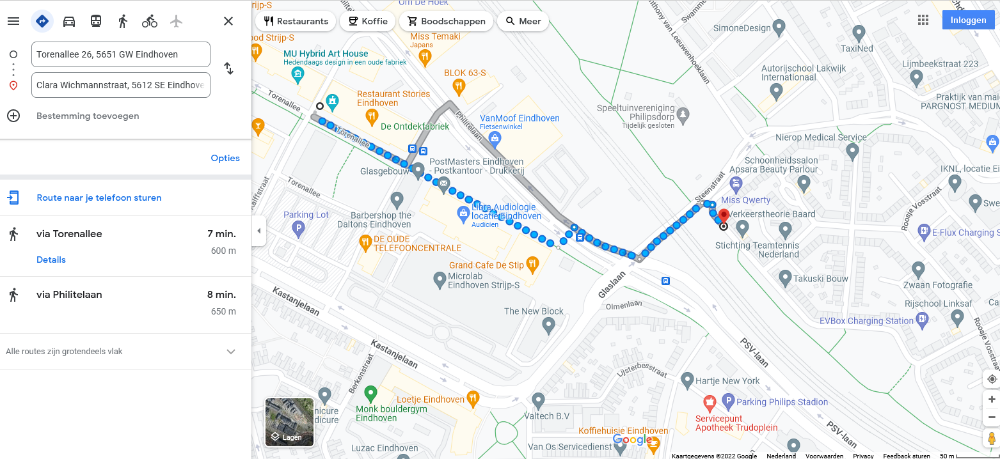 Torenallee 26, 5651 GW Eindhoven
Clara Wichmannstraat, 5612 SE Eindhove
Bestemming toevoegen
Opties
Route naar je telefoon sturen
via Torenallee
7 min.
600 m
Details
via Philitelaan
8 min.
650 m
Alle routes zijn grotendeels vlak
Restaurants
Koffie
Boodschappen
Meer
Inloggen
rijp-S
Om De Hoek
ood Strijp-S
Miss Temaki
Japans
MU Hybrid Art House
Hedendaags design in een oude fabriek
BLOK 63-S
Anthony van Leeuwenhoeklaan
SimoneDesign
TaxiNed
Autorijschool Lakwijk
Internationaal
Lijmbeekstraat 223
Praktijk van mai
PARGNOST MEDIUM
Torenallee
Restaurant Stories
Eindhoven
De Ontdekfabriek
Torenallee
Philitelaan
VanMoof Eindhoven
Fietsenwinkel
Speeltuinvereniging
Philipsdorp
Tijdelijk gesloten
Nierop Medical Service
Glasgebouw
PostMasters Eindhoven
- Postkantoor - Drukkerij
Schoonheidssalon
Apsara Beauty Parlour
IKNL, locatie Ei
Torenallee
Kalffstraat
Steenstraat
Miss Qwerty
Roosje Vosstraat
Swe
Parking Lot
Barbershop the
Daltons Eindhoven
Libra Audiologie
locatie Eindhoven
Audicien
Verkeerstheorie Baard
E-Flux Charging S
DE OUDE
TELEFOONCENTRALE
Stichting Teamtennis
Nederland
Grand Cafe De Stip
Microlab
Eindhoven Strijp-S
Glaslaan
Takuski Bouw
Zwaan Fotografie
Kastanjelaan
Olmenlaan
The New Block
Rijschool Linksaf
Ca
EVBox Charging Station
Roosje Vosstraat
Kastanjelaan
PSV-laan
Berkenstraat
IJsterbesstraat
Hartje New York
Loetje Eindhoven
Parking Philips Stadion
Monk bouldergym
Eindhoven
nicure
dicure
Valtech B.V
Servicepunt
Apotheek Trudoplein
Koffiehuisje Eindhoven
PSV-laan
Lagen
Luzac Eindhoven
Van Os Servicedienst
Google
Kaartgegevens ©2022 Google
Nederland
Voorwaarden
Privacy
Feedback sturen
50 m